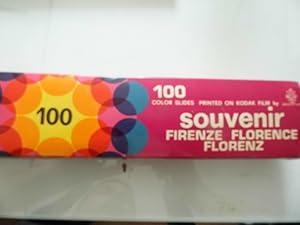 100
100
COLOR SLIDES PRINTED ON KODAK FILM by
souvenir
FIRENZE FLORENCE
FLORENZ